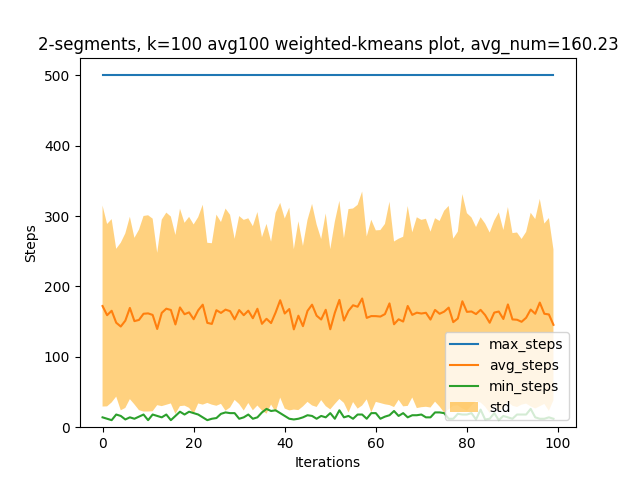 2-segments, k=100 avg100 weighted-kmeans plot, avg_num=160.23
500
400
300
200
100
0
Steps
0 20 40 60 80 100
Iterations
max_steps
avg_steps
min_steps
std